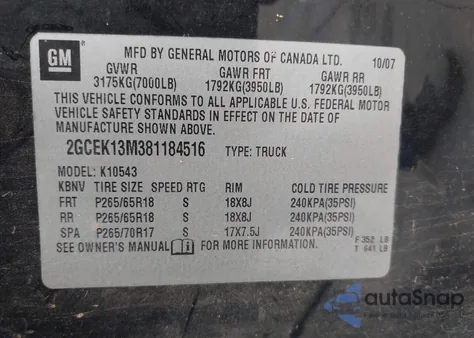 GM
MFD BY GENERAL MOTORS OF CANADA LTD.
10/07
GVWR GAWR FRT GAWR RR
3175KG(7000LB) 1792KG(3950LB) 1792KG(3950LB)
THIS VEHICLE CONFORMS TO ALL APPLICABLE U.S. FEDERAL MOTOR
VEHICLE SAFETY STANDARDS IN EFFECT ON THE DATE OF
MANUFACTURE SHOWN ABOVE.
2GCEK13M381184516 TYPE: TRUCK
MODEL: K10543
KBNV TIRE SIZE SPEED RTG RIM COLD TIRE PRESSURE
FRT P265/65R18 S 18X8J 240KPA(35PSI)
RR P265/65R18 S 18X8J 240KPA(35PSI)
SPA P265/70R17 S 17X7.5J 240KPA(35PSI)
SEE OWNER'S MANUAL FOR MORE INFORMATION.
F 352 LB
T 641 LB
autoSnap